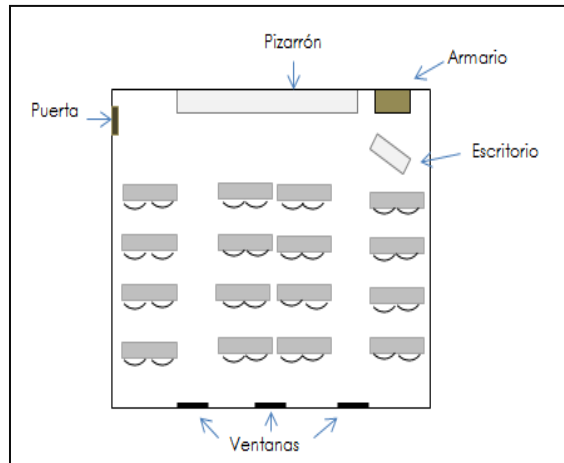 Pizarrón
Armario
Puerta
Escritorio
Ventanas